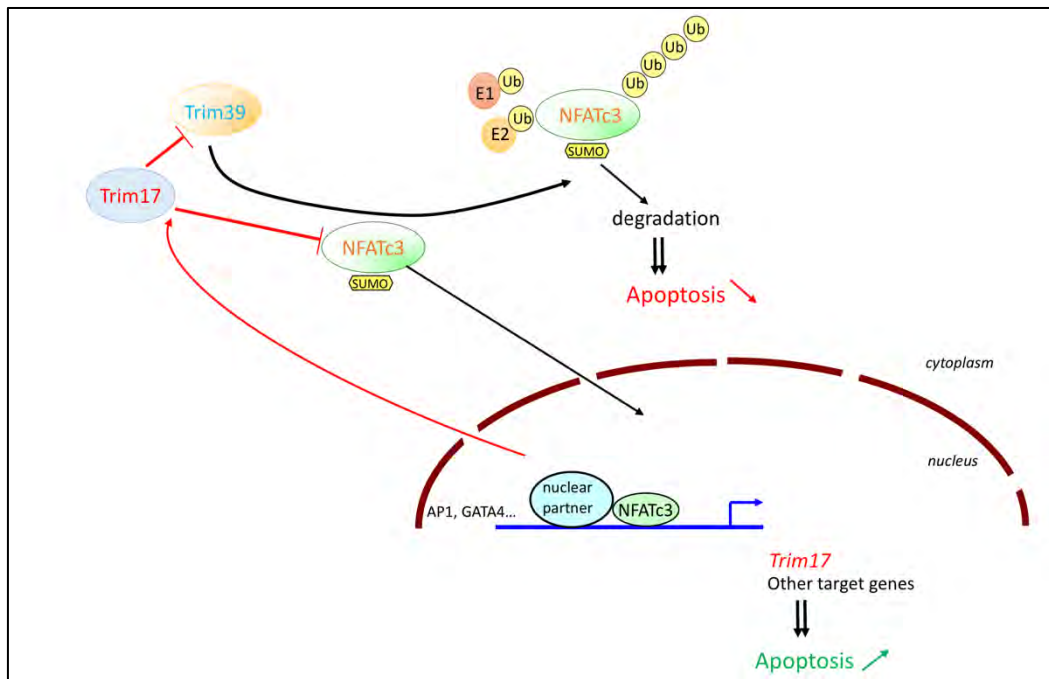 Ub
Ub
Ub
Ub
Ub
E1
Ub
E2
NFATc3
SUMO
Trim39
Trim17
degradation
NFATc3
SUMO
Apoptosis
cytoplasm
nucleus
nuclear
partner
AP1, GATA4...
NFATc3
Trim17
Other target genes
Apoptosis